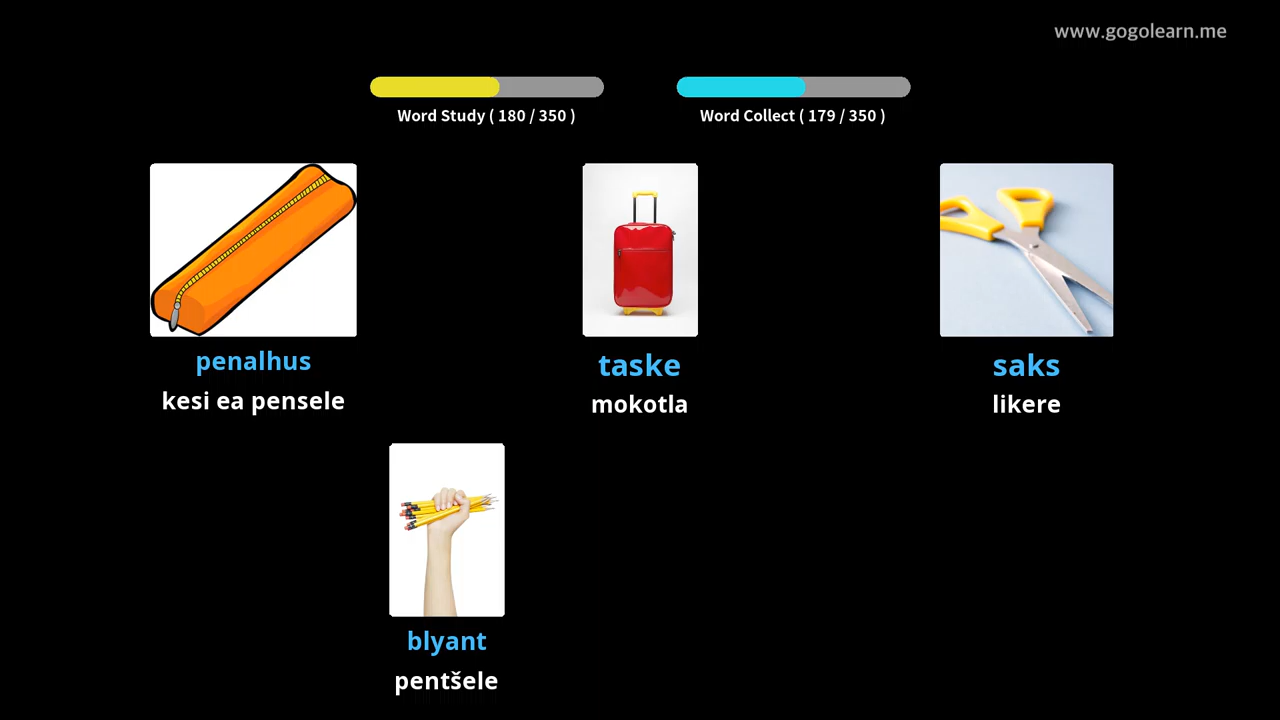 www.gogolearn.me
Word Study ( 180 / 350 )
Word Collect ( 179 / 350 )
penalhus
kesi ea pensele
taske
mokotla
saks
likere
blyant
pentšele